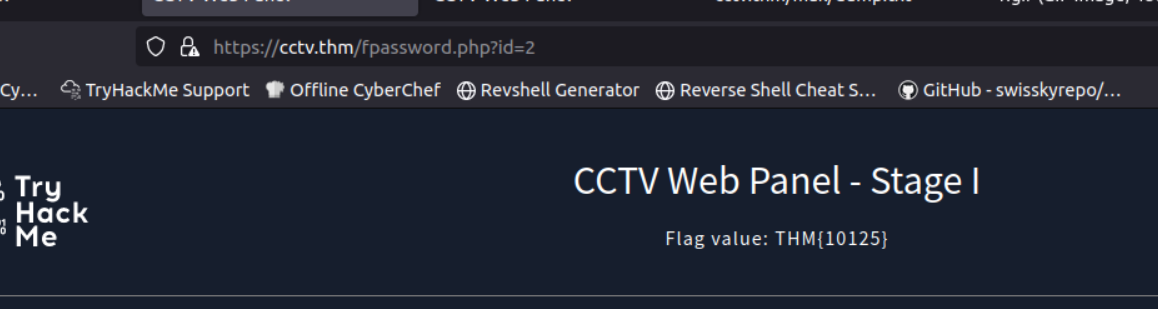 https://cctv.thm/fpassword.php?id=2
Cy... TryHackMe Support Offline CyberChef Revshell Generator Reverse Shell Cheat S... GitHub - swisskyrepo/...
CCTV Web Panel - Stage I
Try
Hack
Me
Flag value: THM{10125}